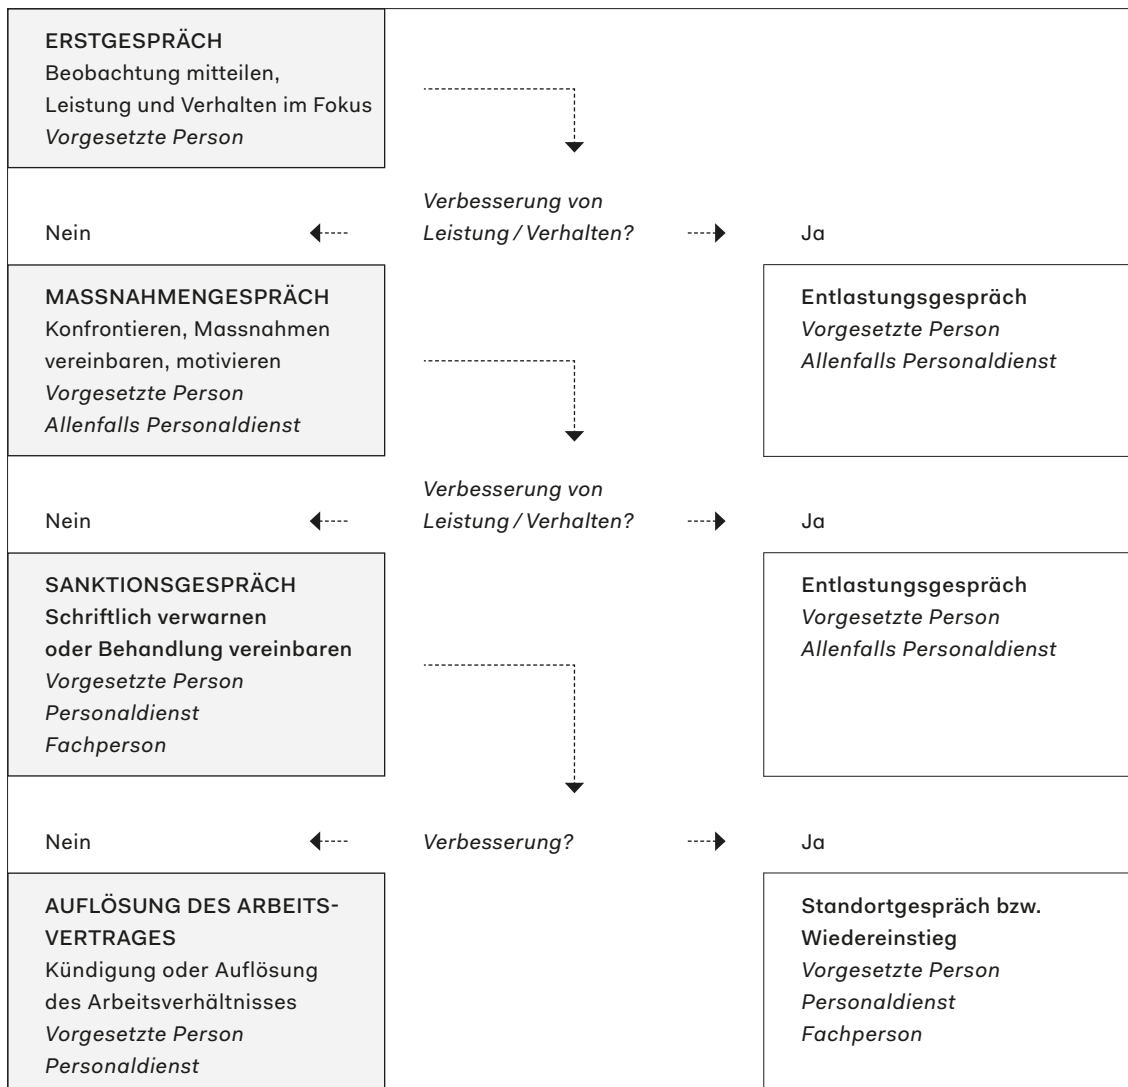 ERSTGESPRÄCH
Beobachtung mitteilen,
Leistung und Verhalten im Fokus
Vorgesetzte Person
Verbesserung von
Leistung / Verhalten?
Nein
Ja
MASSNAHMENGESPRÄCH
Konfrontieren, Massnahmen
vereinbaren, motivieren
Vorgesetzte Person
Allenfalls Personaldienst
Entlastungsgespräch
Vorgesetzte Person
Allenfalls Personaldienst
Verbesserung von
Leistung / Verhalten?
Nein
Ja
SANKTIONSGESPRÄCH
Schriftlich verwarnen
oder Behandlung vereinbaren
Vorgesetzte Person
Personaldienst
Fachperson
Entlastungsgespräch
Vorgesetzte Person
Allenfalls Personaldienst
Nein
Verbesserung?
Ja
AUFLÖSUNG DES ARBEITS-
VERTRAGES
Kündigung oder Auflösung
des Arbeitsverhältnisses
Vorgesetzte Person
Personaldienst
Standortgespräch bzw.
Wiedereinstieg
Vorgesetzte Person
Personaldienst
Fachperson